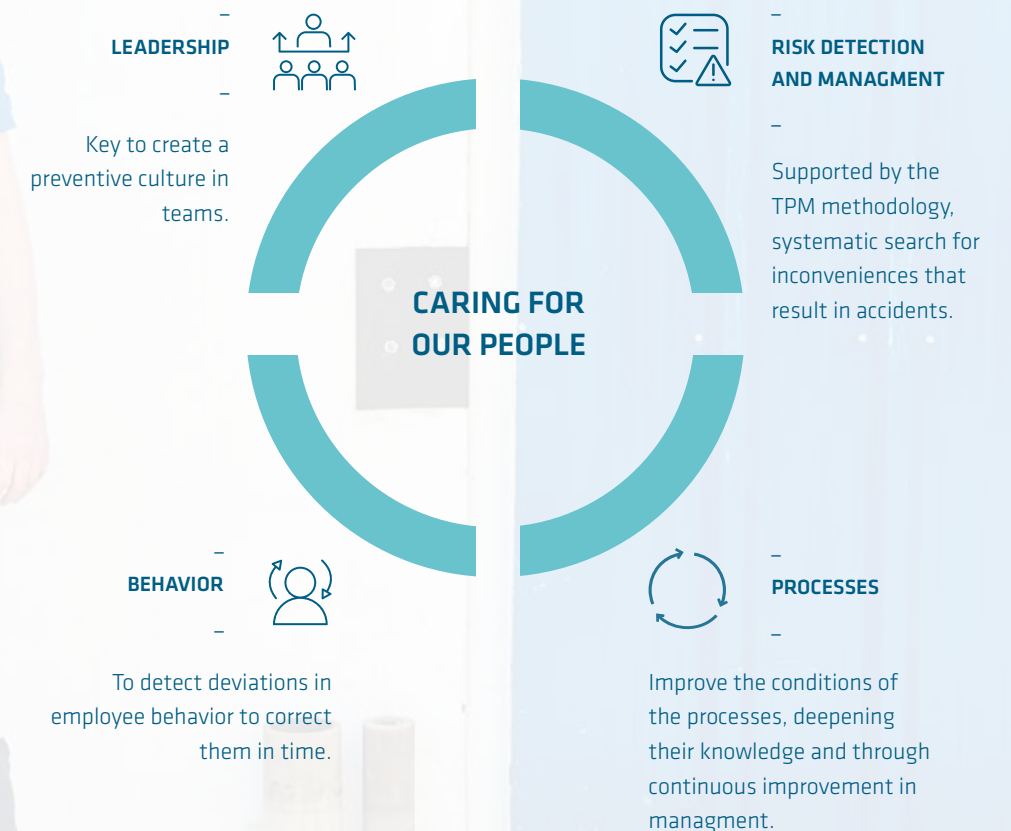 LEADERSHIP
Key to create a
preventive culture in
teams.
RISK DETECTION
AND MANAGMENT
Supported by the
TPM methodology,
systematic search for
inconveniences that
result in accidents.
CARING FOR
OUR PEOPLE
BEHAVIOR
To detect deviations in
employee behavior to correct
them in time.
PROCESSES
Improve the conditions of
the processes, deepening
their knowledge and through
continuous improvement in
managment.